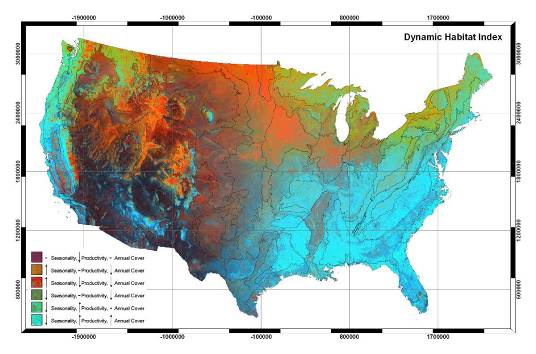 -1900000 -1000000 -100000 800000 1700000
Dynamic Habitat Index
3000000 3000000
2400000 2400000
1800000 1800000
1200000 1200000
600000 600000
Seasonality, Productivity, Annual Cover
Seasonality, Productivity, Annual Cover
Seasonality, Productivity, Annual Cover
Seasonality, Productivity, Annual Cover
Seasonality, Productivity, Annual Cover
Seasonality, Productivity, Annual Cover
-1900000 -1000000 -100000 800000 1700000